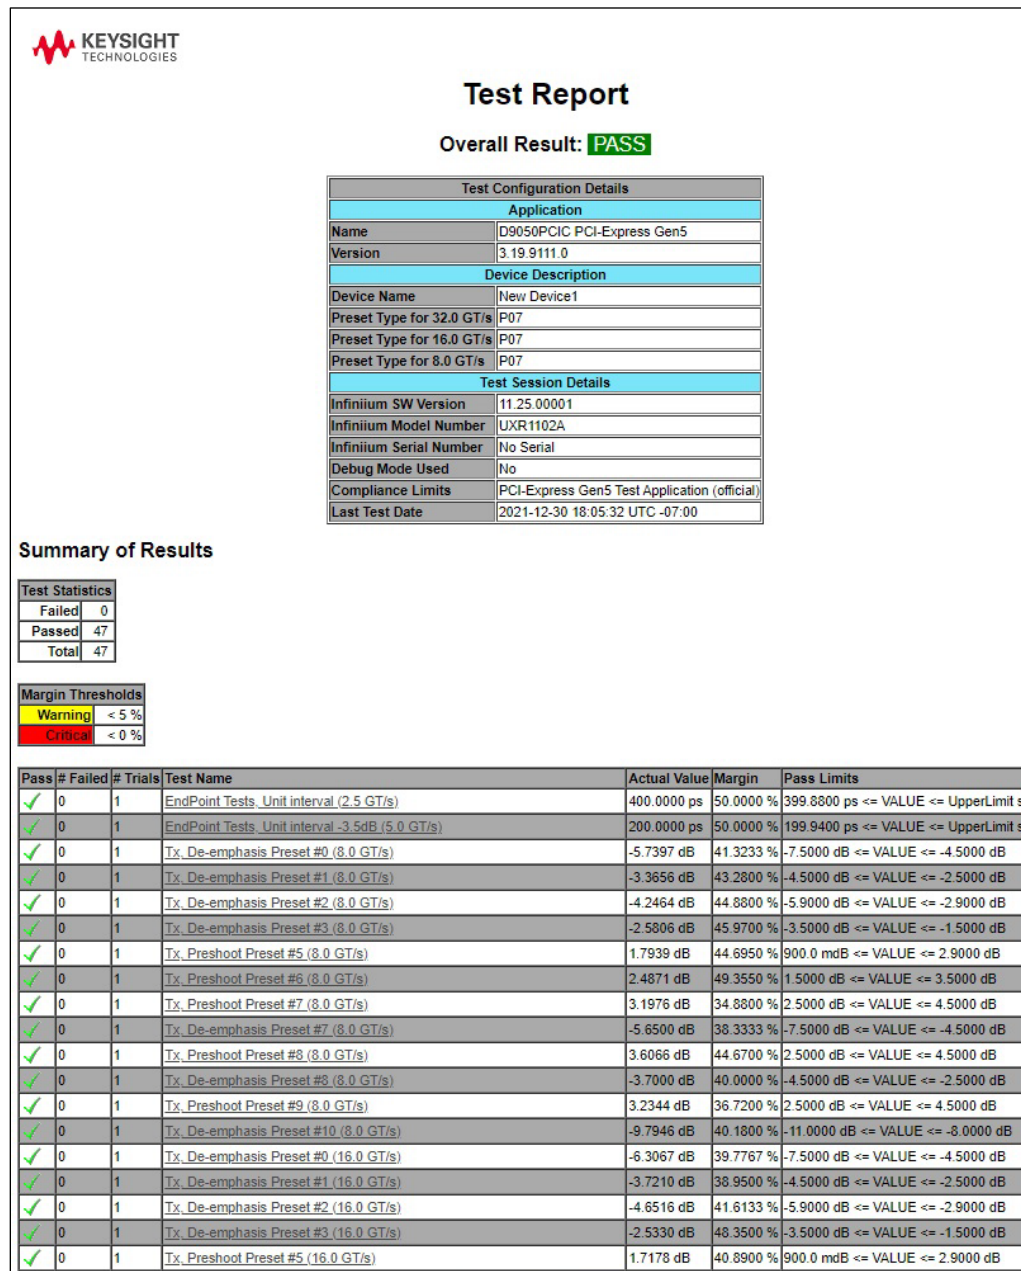 KEYSIGHT
TECHNOLOGIES
Test Report
Overall Result: PASS
Test Configuration Details
Application
Name D9050PCIC PCI-Express Gen5
Version 3.19.9111.0
Device Description
Device Name New Device1
Preset Type for 32.0 GT/s P07
Preset Type for 16.0 GT/s P07
Preset Type for 8.0 GT/s P07
Test Session Details
Infiniium SW Version 11.25.00001
Infiniium Model Number UXR1102A
Infiniium Serial Number No Serial
Debug Mode Used No
Compliance Limits PCI-Express Gen5 Test Application (official)
Last Test Date 2021-12-30 18:05:32 UTC -07:00
Summary of Results
Test Statistics
Failed 0
Passed 47
Total 47
Margin Thresholds
Warning < 5 %
Critical < 0 %
Pass # Failed # Trials Test Name Actual Value Margin Pass Limits
0 1 EndPoint Tests, Unit interval (2.5 GT/s) 400.0000 ps 50.0000 % 399.8800 ps <= VALUE <= UpperLimit s
0 1 EndPoint Tests, Unit interval -3.5dB (5.0 GT/s) 200.0000 ps 50.0000 % 199.9400 ps <= VALUE <= UpperLimit s
0 1 Tx, De-emphasis Preset #0 (8.0 GT/s) -5.7397 dB 41.3233 % -7.5000 dB <= VALUE <= -4.5000 dB
0 1 Tx, De-emphasis Preset #1 (8.0 GT/s) -3.3656 dB 43.2800 % -4.5000 dB <= VALUE <= -2.5000 dB
0 1 Tx, De-emphasis Preset #2 (8.0 GT/s) -4.2464 dB 44.8800 % -5.9000 dB <= VALUE <= -2.9000 dB
0 1 Tx, De-emphasis Preset #3 (8.0 GT/s) -2.5806 dB 45.9700 % -3.5000 dB <= VALUE <= -1.5000 dB
0 1 Tx, Preshoot Preset #5 (8.0 GT/s) 1.7939 dB 44.6950 % 900.0 mdB <= VALUE <= 2.9000 dB
0 1 Tx, Preshoot Preset #6 (8.0 GT/s) 2.4871 dB 49.3550 % 1.5000 dB <= VALUE <= 3.5000 dB
0 1 Tx, Preshoot Preset #7 (8.0 GT/s) 3.1976 dB 34.8800 % 2.5000 dB <= VALUE <= 4.5000 dB
0 1 Tx, De-emphasis Preset #7 (8.0 GT/s) -5.6500 dB 38.3333 % -7.5000 dB <= VALUE <= -4.5000 dB
0 1 Tx, Preshoot Preset #8 (8.0 GT/s) 3.6066 dB 44.6700 % 2.5000 dB <= VALUE <= 4.5000 dB
0 1 Tx, De-emphasis Preset #8 (8.0 GT/s) -3.7000 dB 40.0000 % -4.5000 dB <= VALUE <= -2.5000 dB
0 1 Tx, Preshoot Preset #9 (8.0 GT/s) 3.2344 dB 36.7200 % 2.5000 dB <= VALUE <= 4.5000 dB
0 1 Tx, De-emphasis Preset #10 (8.0 GT/s) -9.7946 dB 40.1800 % -11.0000 dB <= VALUE <= -8.0000 dB
0 1 Tx, De-emphasis Preset #0 (16.0 GT/s) -6.3067 dB 39.7767 % -7.5000 dB <= VALUE <= -4.5000 dB
0 1 Tx, De-emphasis Preset #1 (16.0 GT/s) -3.7210 dB 38.9500 % -4.5000 dB <= VALUE <= -2.5000 dB
0 1 Tx, De-emphasis Preset #2 (16.0 GT/s) -4.6516 dB 41.6133 % -5.9000 dB <= VALUE <= -2.9000 dB
0 1 Tx, De-emphasis Preset #3 (16.0 GT/s) -2.5330 dB 48.3500 % -3.5000 dB <= VALUE <= -1.5000 dB
0 1 Tx, Preshoot Preset #5 (16.0 GT/s) 1.7178 dB 40.8900 % 900.0 mdB <= VALUE <= 2.9000 dB